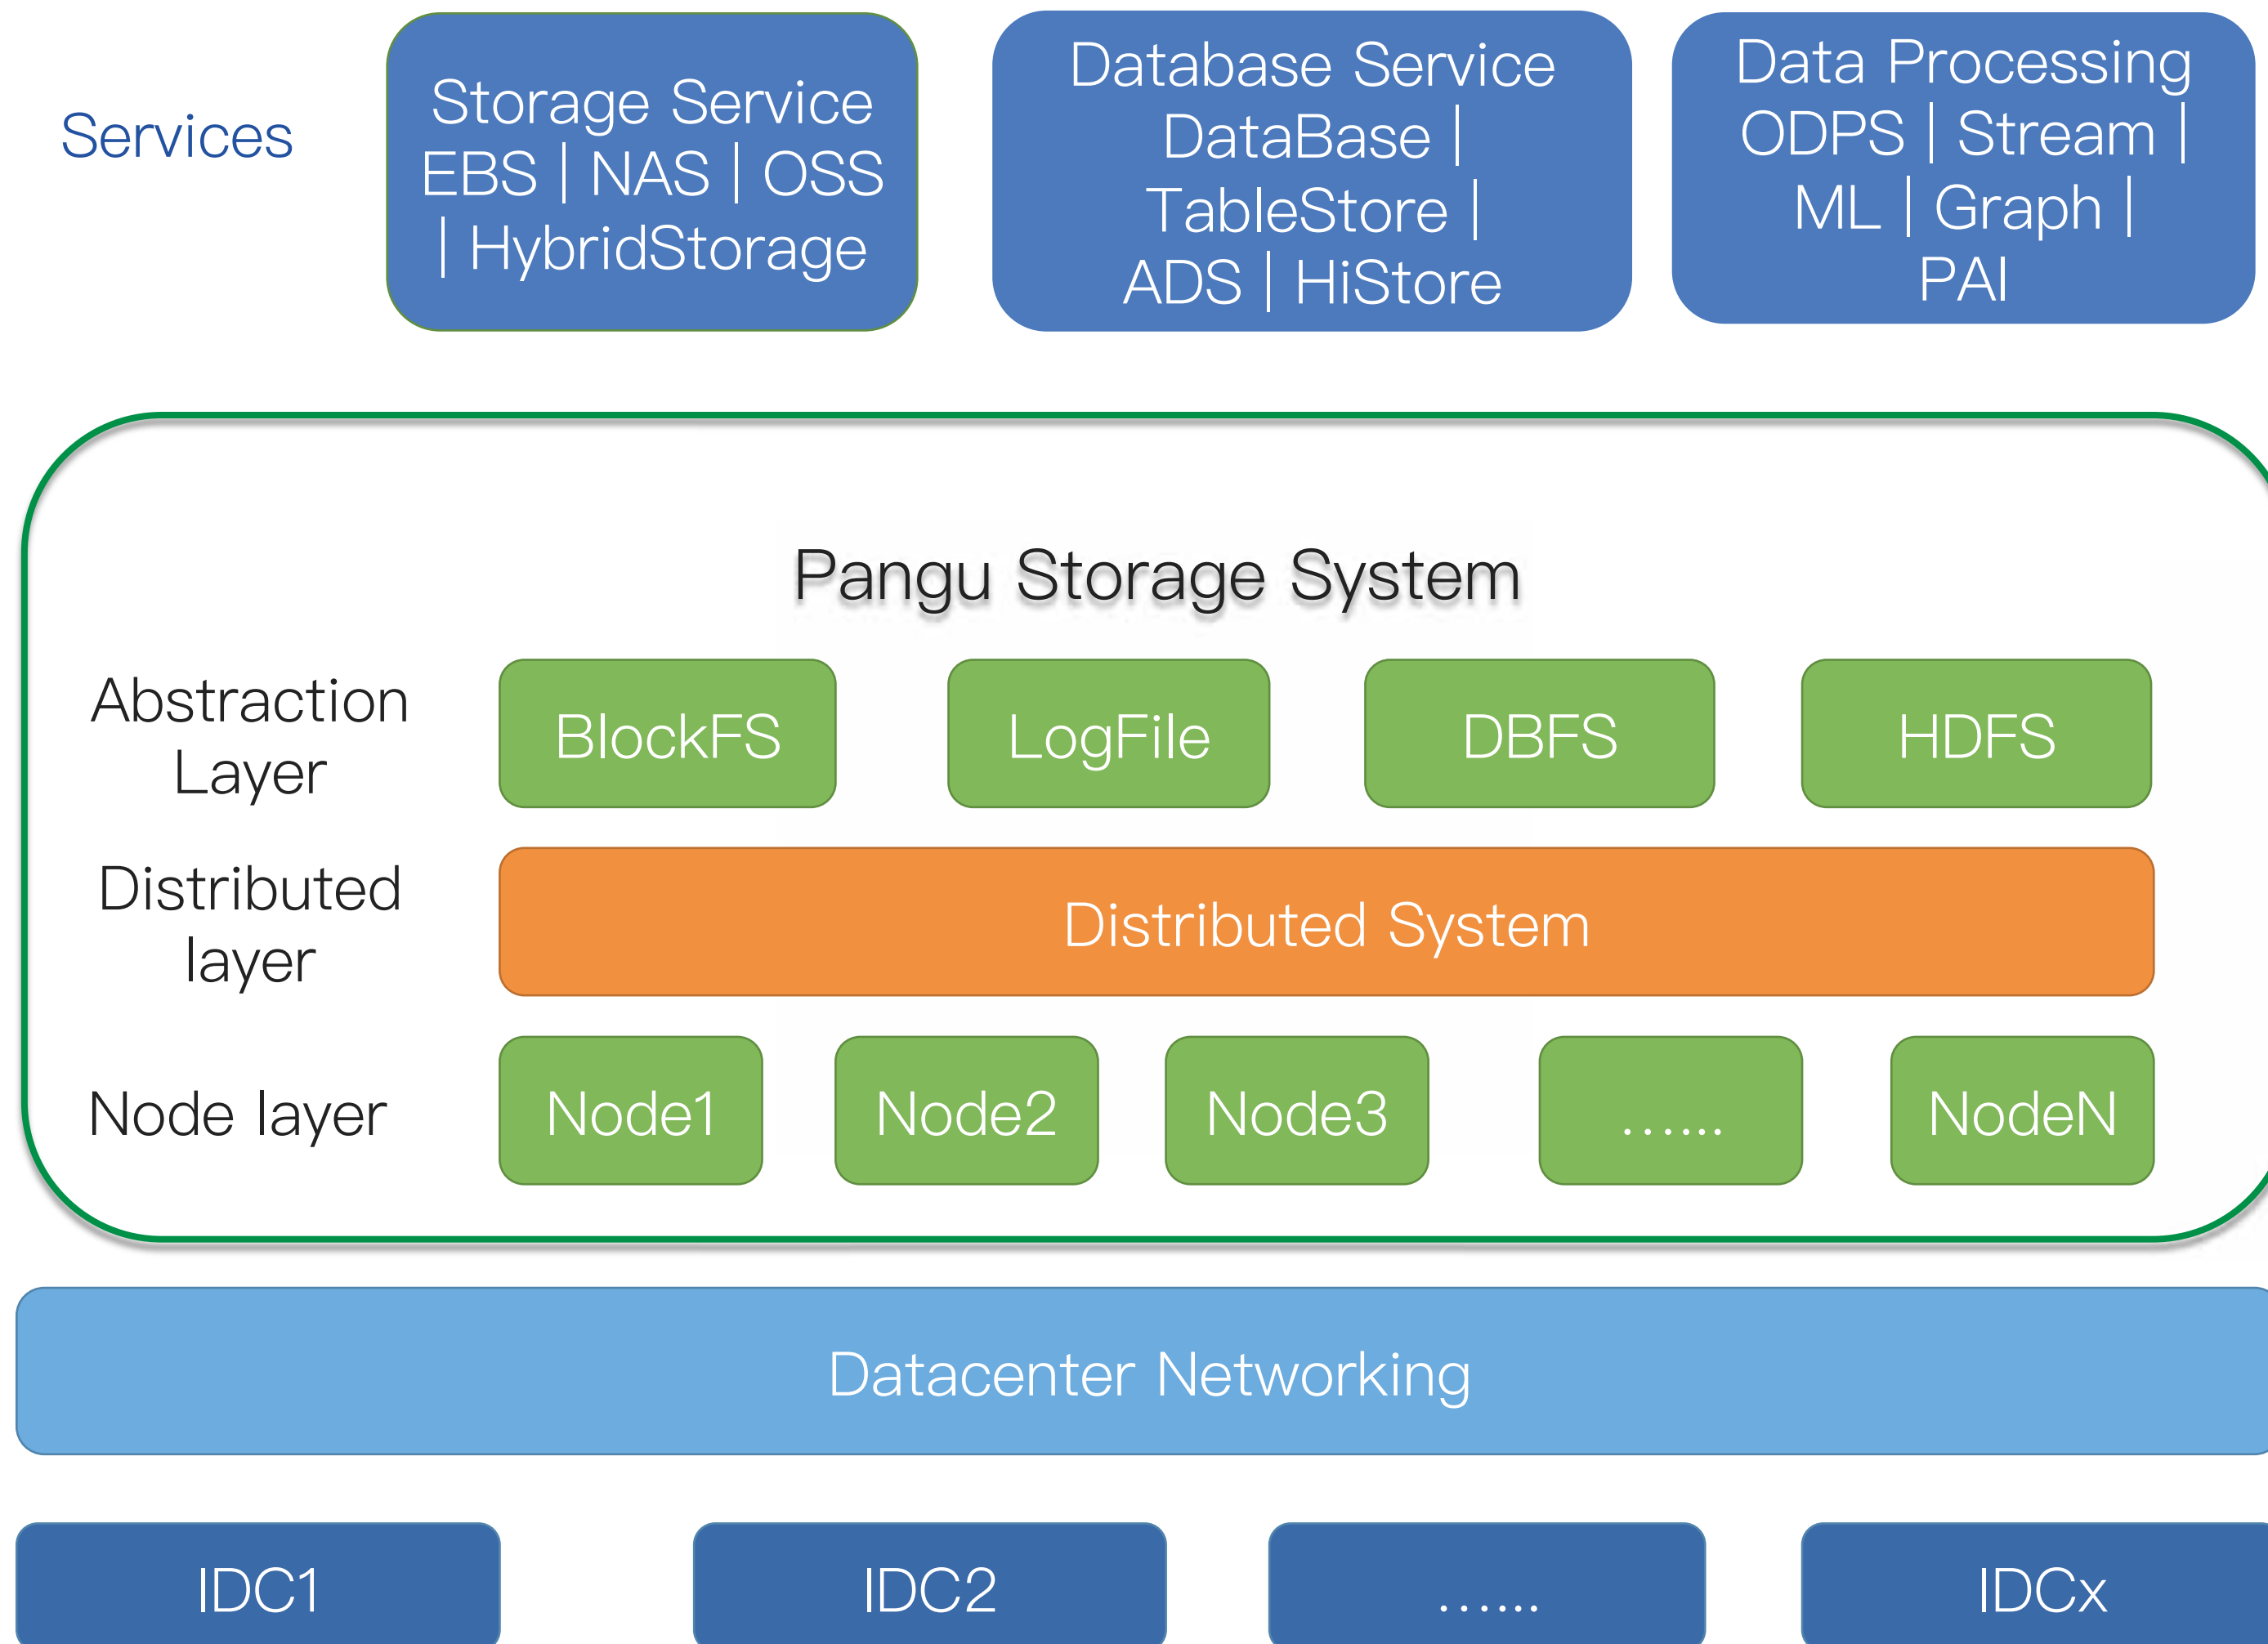 Services
Storage Service
EBS | NAS | OSS
| HybridStorage
Database Service
DataBase |
TableStore |
ADS | HiStore
Data Processing
ODPS | Stream |
ML | Graph |
PAI
Pangu Storage System
Abstraction
Layer
BlockFS
LogFile
DBFS
HDFS
Distributed
layer
Distributed System
Node layer
Node1
Node2
Node3
......
NodeN
Datacenter Networking
IDC1
IDC2
......
IDCx